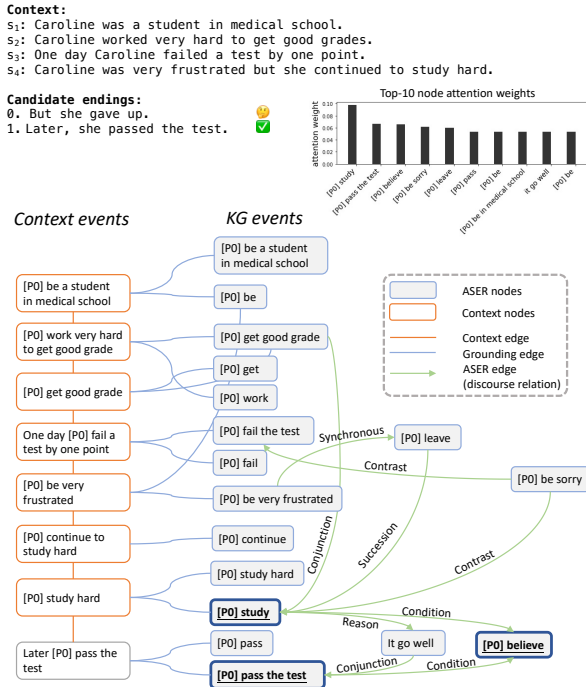 Context:
s₁: Caroline was a student in medical school.
s₂: Caroline worked very hard to get good grades.
s₃: One day Caroline failed a test by one point.
s₄: Caroline was very frustrated but she continued to study hard.
Candidate endings:
0. But she gave up.
1. Later, she passed the test.
Top-10 node attention weights
attention weight
0.10
0.08
0.06
0.04
0.02
0.00
[P0] study
[P0] pass the test
[P0] believe
[P0] be sorry
[P0] leave
[P0] pass
[P0] be
[P0] be in medical school
it go well
[P0] be
Context events
KG events
[P0] be a student
in medical school
[P0] be a student
in medical school
[P0] be
[P0] work very hard
to get good grade
[P0] get good grade
[P0] get
[P0] get good grade
[P0] work
One day [P0] fail a
test by one point
[P0] fail the test
[P0] fail
[P0] be very
frustrated
[P0] be very frustrated
[P0] continue to
study hard
[P0] continue
[P0] study hard
[P0] study hard
[P0] study
Later [P0] pass the
test
[P0] pass
[P0] pass the test
ASER nodes
Context nodes
Context edge
Grounding edge
ASER edge
(discourse relation)
Synchronous
[P0] leave
Contrast
[P0] be sorry
Conjunction
Succession
Contrast
Condition
Reason
It go well
[P0] believe
Conjunction
Condition